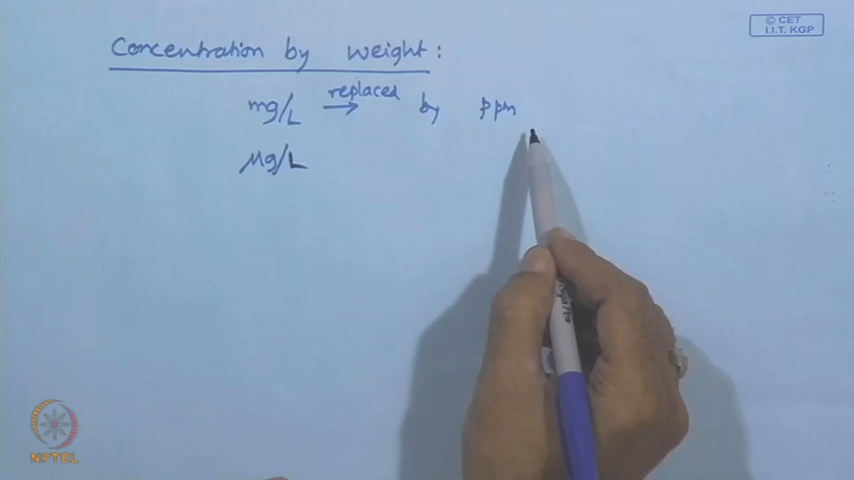 © CET
I.I.T. KGP
Concentration by weight:
mg/L replaced → by ppm
μg/L
NPTEL